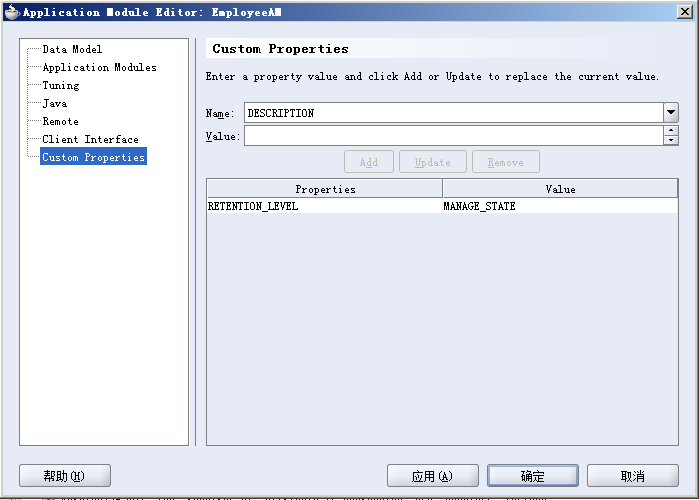 Application Module Editor: EmployeeAM
Data Model
Application Modules
Tuning
Java
Remote
Client Interface
Custom Properties
Custom Properties
Enter a property value and click Add or Update to replace the current value.
Name: DESCRIPTION
Value:
Add Update Remove
Properties Value
RETENTION_LEVEL MANAGE_STATE
帮助(H) 应用(A) 确定 取消